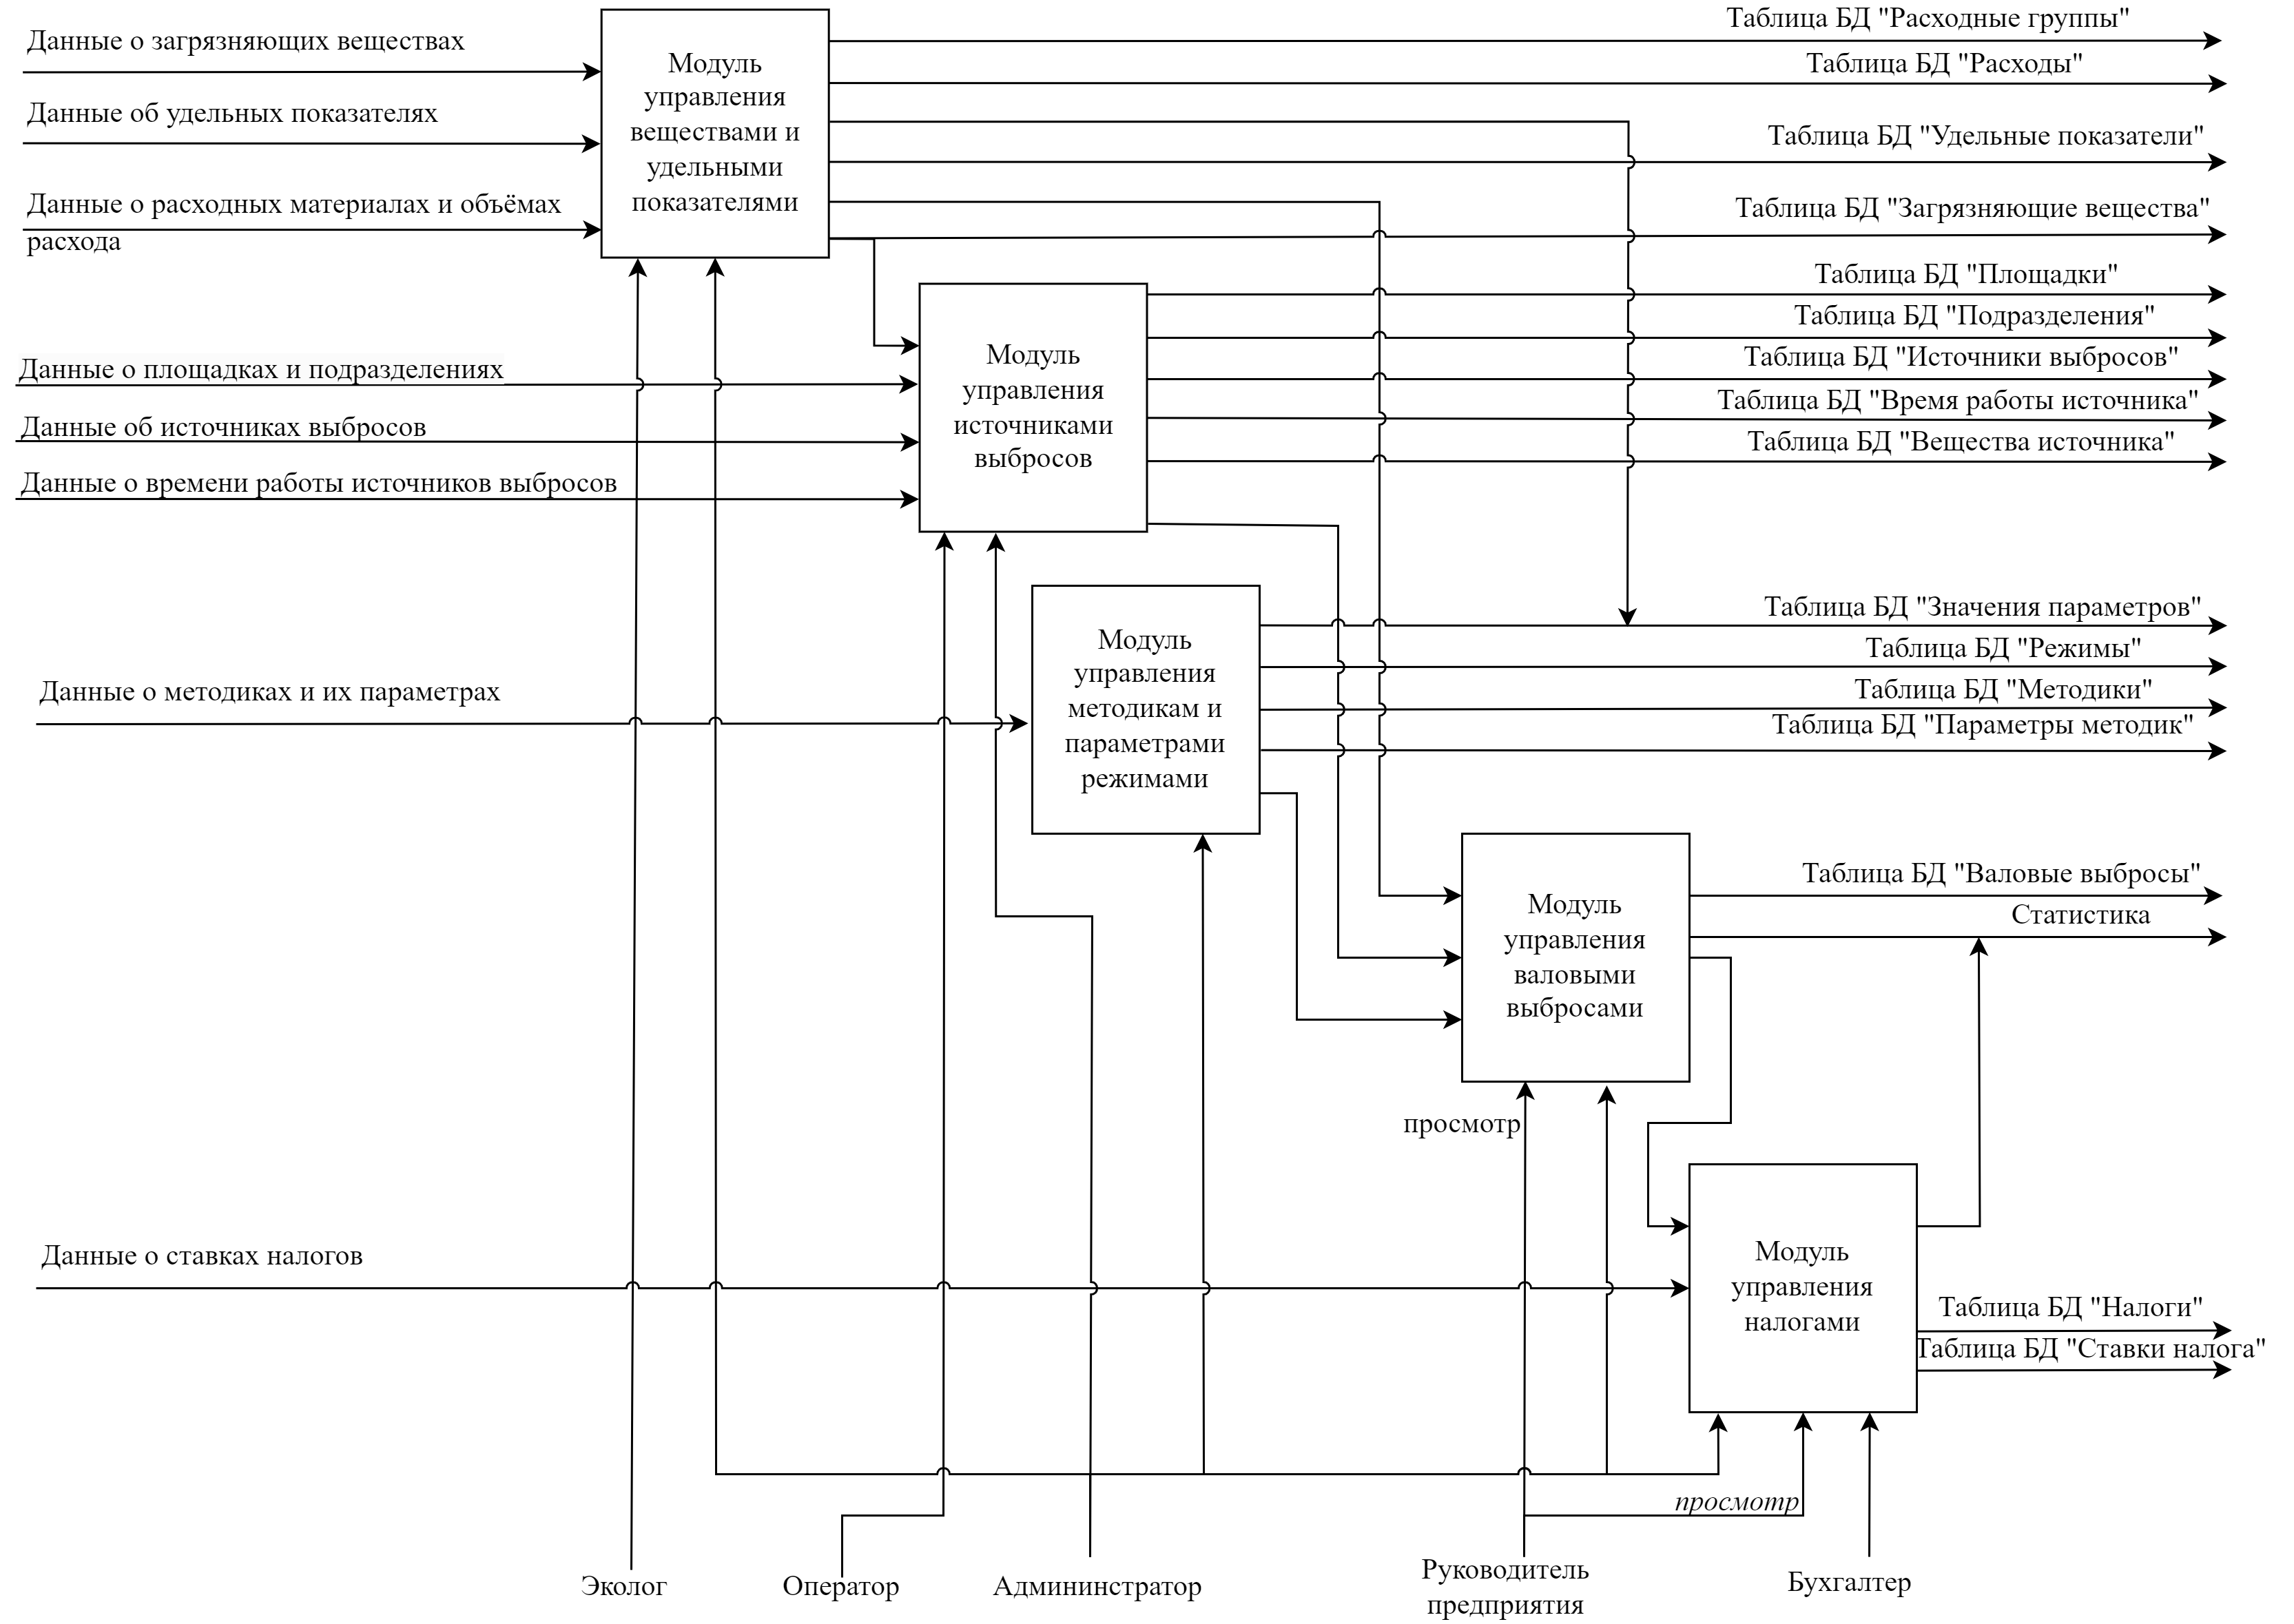 Данные о загрязняющих веществах
Данные об удельных показателях
Данные о расходных материалах и объёмах
расхода
Модуль
управления
веществами и
удельными
показателями
Таблица БД "Расходные группы"
Таблица БД "Расходы"
Таблица БД "Удельные показатели"
Таблица БД "Загрязняющие вещества"
Данные о площадках и подразделениях
Данные об источниках выбросов
Данные о времени работы источников выбросов
Модуль
управления
источниками
выбросов
Таблица БД "Площадки"
Таблица БД "Подразделения"
Таблица БД "Источники выбросов"
Таблица БД "Время работы источника"
Таблица БД "Вещества источника"
Данные о методиках и их параметрах
Модуль
управления
методикам и
параметрами
режимами
Таблица БД "Значения параметров"
Таблица БД "Режимы"
Таблица БД "Методики"
Таблица БД "Параметры методик"
Модуль
управления
валовыми
выбросами
Таблица БД "Валовые выбросы"
Статистика
просмотр
Данные о ставках налогов
Модуль
управления
налогами
Таблица БД "Налоги"
Таблица БД "Ставки налога"
просмотр
Эколог
Оператор
Админинстратор
Руководитель
предприятия
Бухгалтер